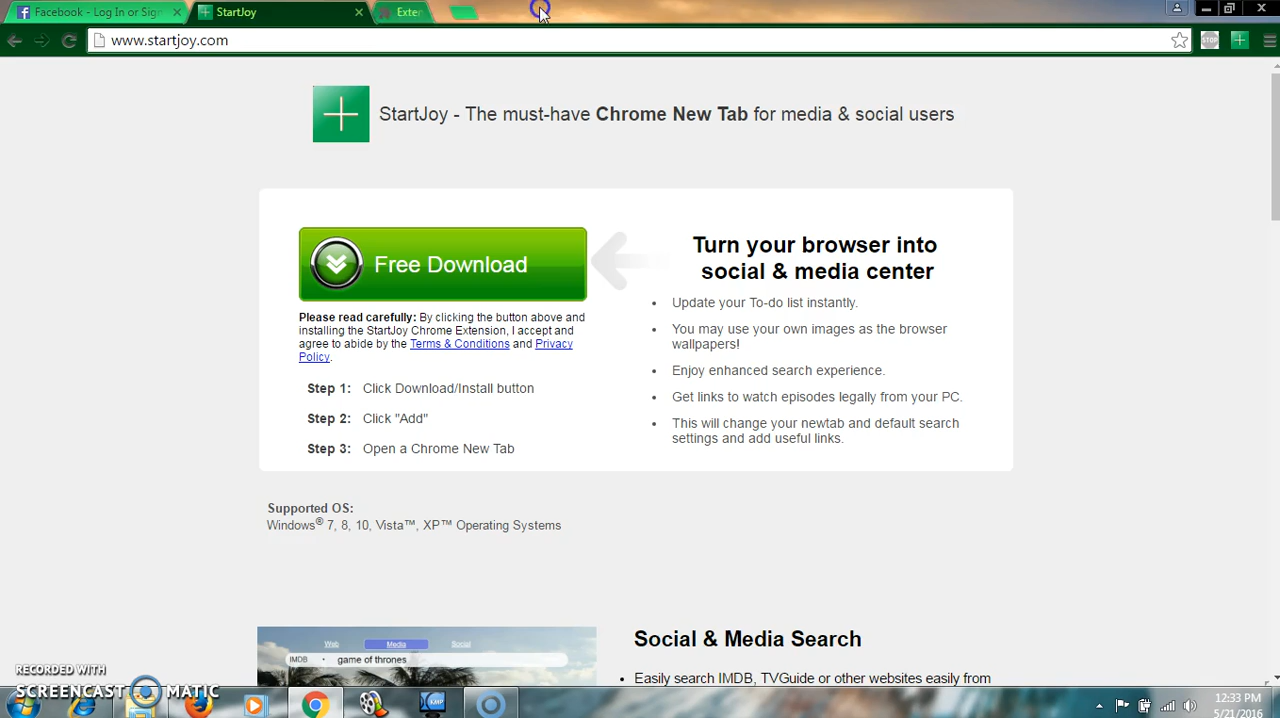 Facebook - Log In or Sign
StartJoy
Exter
www.startjoy.com
STOP
StartJoy - The must-have Chrome New Tab for media & social users
Free Download
Turn your browser into
social & media center
Please read carefully: By clicking the button above and
installing the StartJoy Chrome Extension, I accept and
agree to abide by the Terms & Conditions and Privacy
Policy.
Step 1: Click Download/Install button
Step 2: Click "Add"
Step 3: Open a Chrome New Tab
• Update your To-do list instantly.
• You may use your own images as the browser
wallpapers!
• Enjoy enhanced search experience.
• Get links to watch episodes legally from your PC.
• This will change your newtab and default search
settings and add useful links.
Supported OS:
Windows® 7, 8, 10, Vista™, XP™ Operating Systems
Web Media Social
IMDB game of thrones
Social & Media Search
• Easily search IMDB, TVGuide or other websites easily from
RECORDED WITH
SCREENCAST MATIC
KMP
12:33 PM
5/21/2016